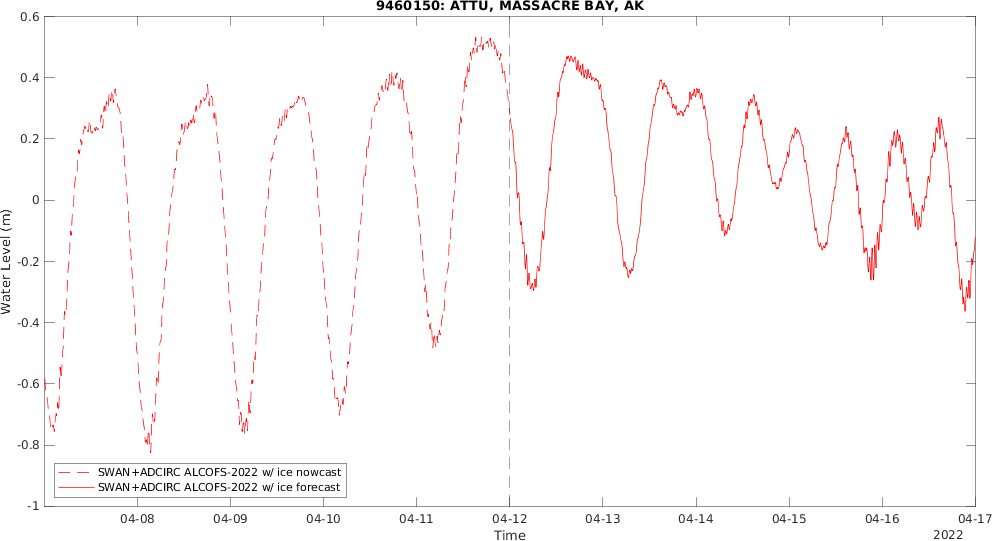 9460150: ATTU, MASSACRE BAY, AK
Water Level (m)
0.6
0.4
0.2
0
-0.2
-0.4
-0.6
-0.8
-1
SWAN+ADCIRC ALCOFS-2022 w/ ice nowcast
SWAN+ADCIRC ALCOFS-2022 w/ ice forecast
04-08 04-09 04-10 04-11 04-12 04-13 04-14 04-15 04-16 04-17
Time
2022